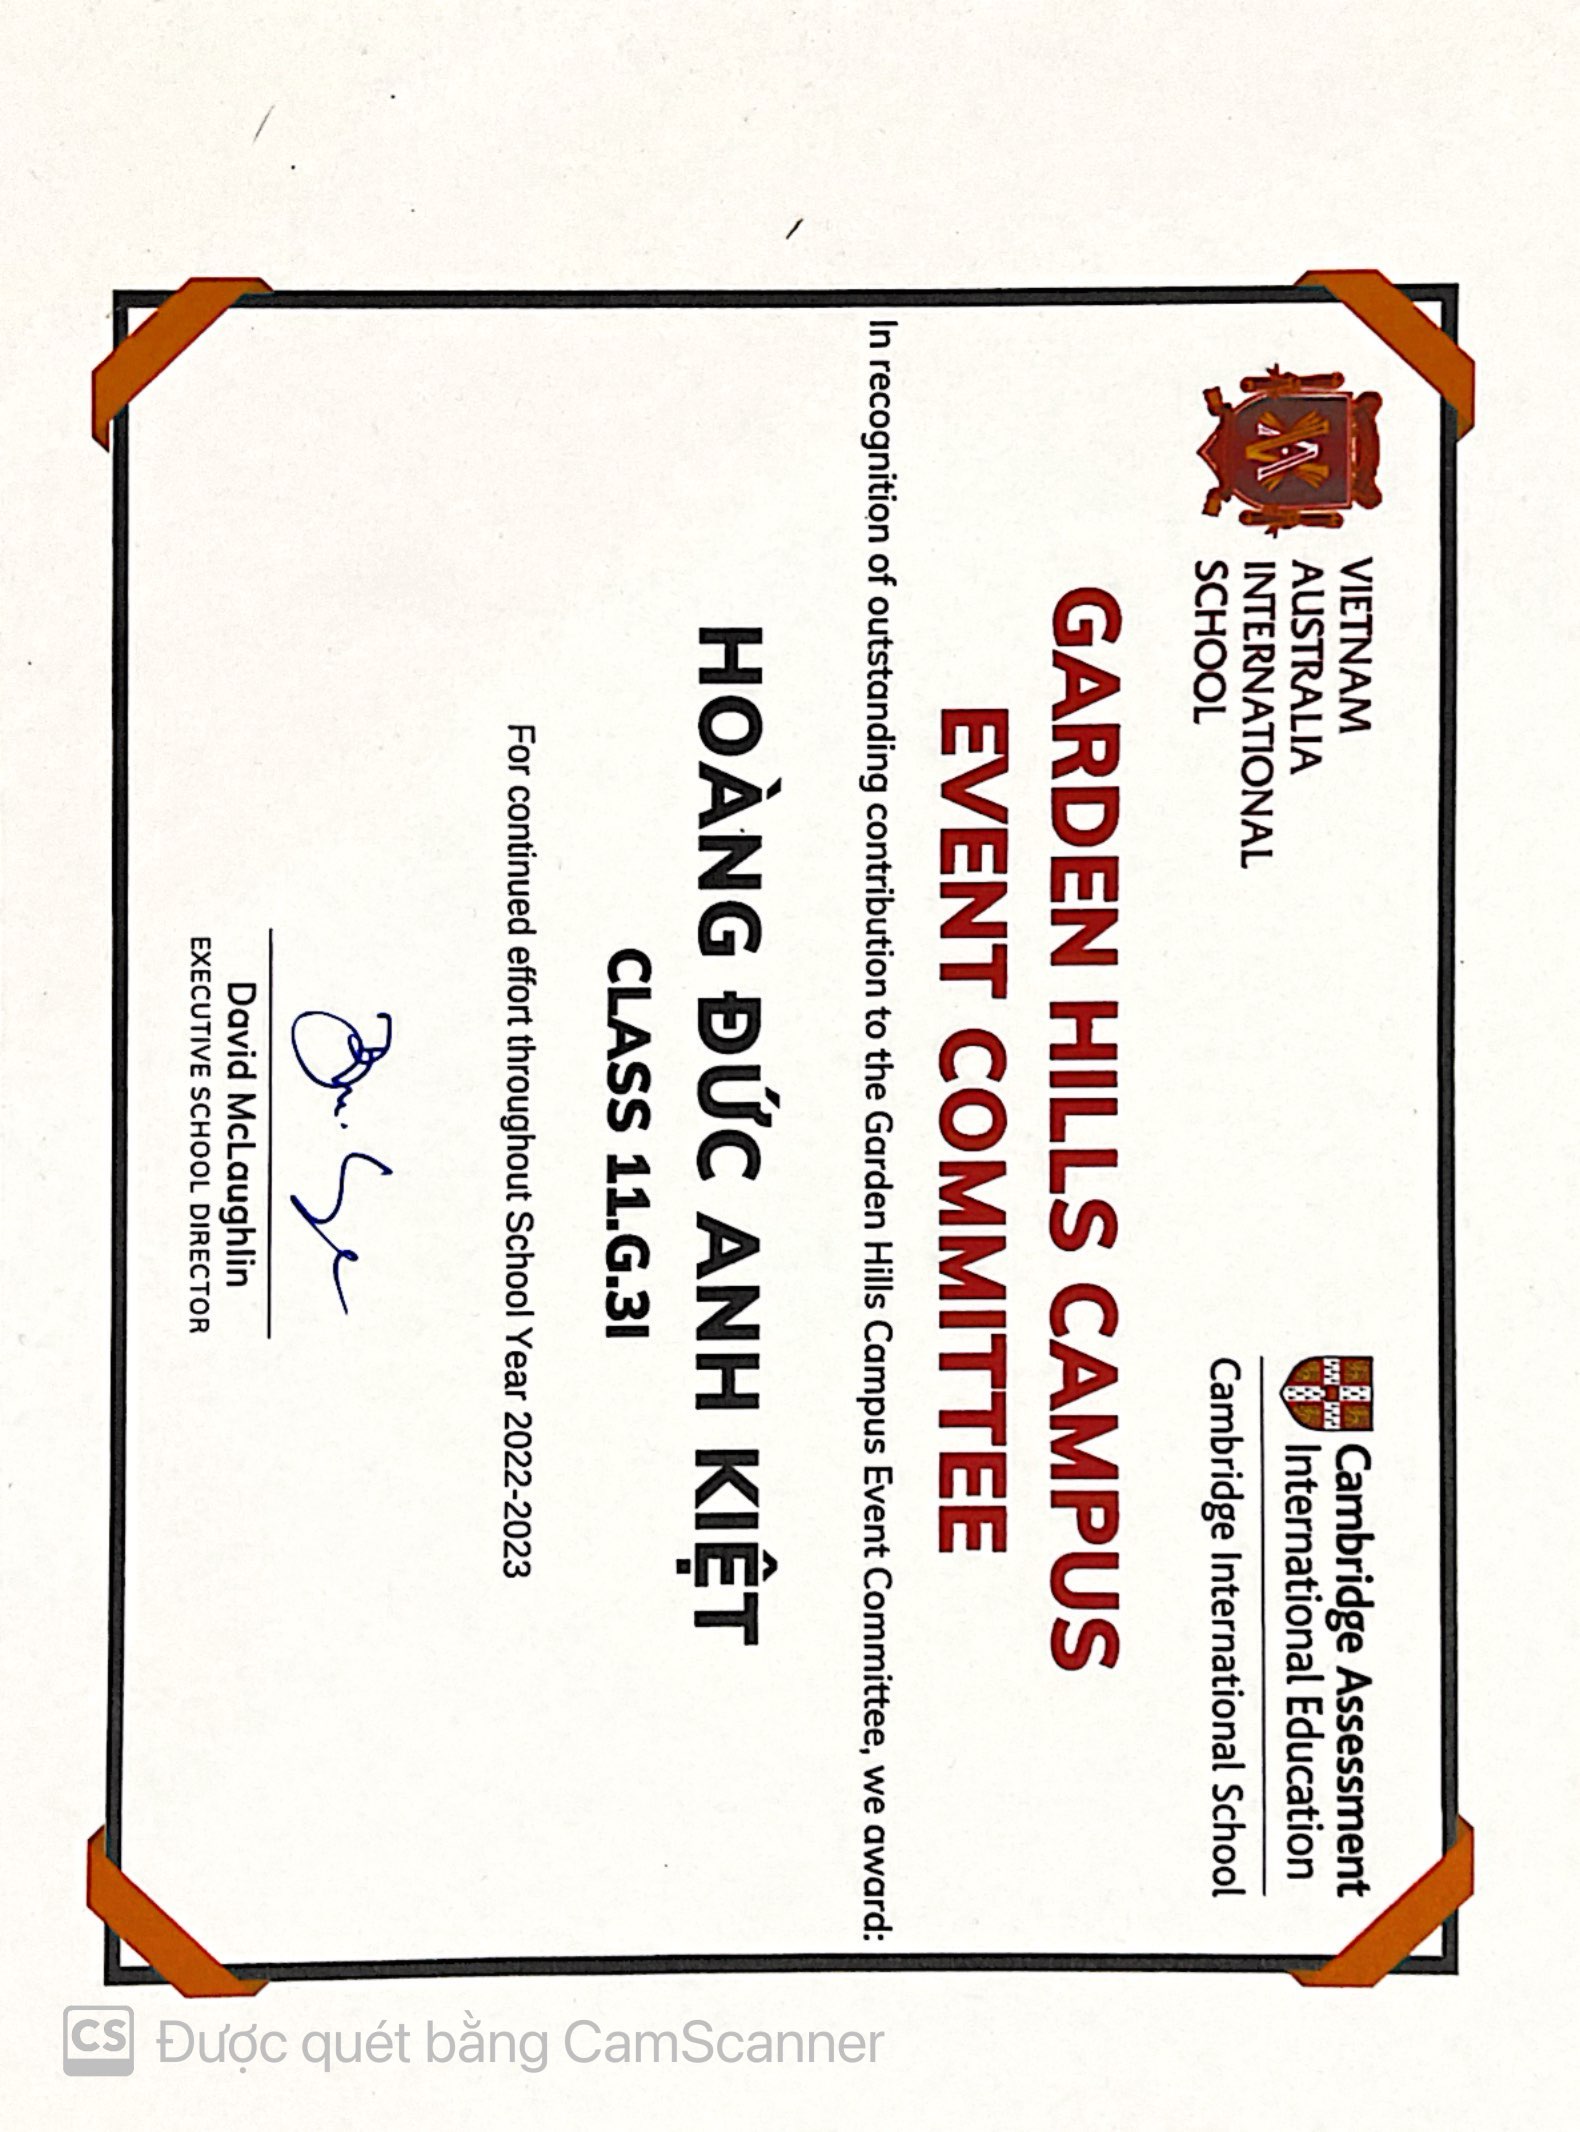 VIETNAM
AUSTRALIA
INTERNATIONAL
SCHOOL
Cambridge Assessment
International Education
Cambridge International School
GARDEN HILLS CAMPUS
EVENT COMMITTEE
In recognition of outstanding contribution to the Garden Hills Campus Event Committee, we award:
HOÀNG ĐỨC ANH KIỆT
CLASS 11.G.3I
For continued effort throughout School Year 2022-2023
David McLaughlin
EXECUTIVE SCHOOL DIRECTOR
CS Được quét bằng CamScanner